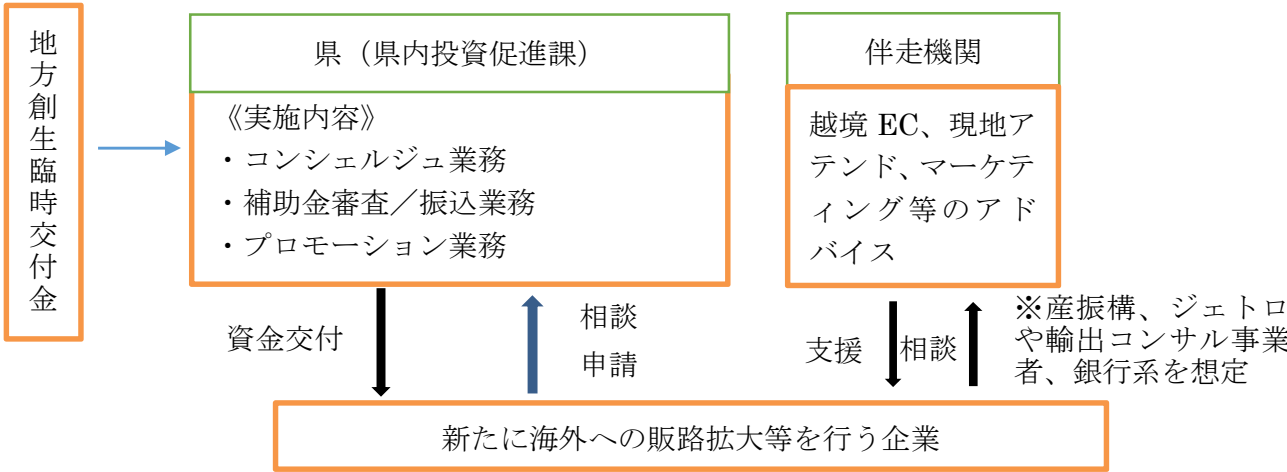 地方創生臨時交付金
県（県内投資促進課）
《実施内容》
・コンシェルジュ業務
・補助金審査／振込業務
・プロモーション業務
伴走機関
越境 EC、現地ア
テンド、マーケテ
ィング等のアド
バイス
資金交付
相談
申請
支援
相談
※産振構、ジェトロ
や輸出コンサル事業
者、銀行系を想定
新たに海外への販路拡大等を行う企業